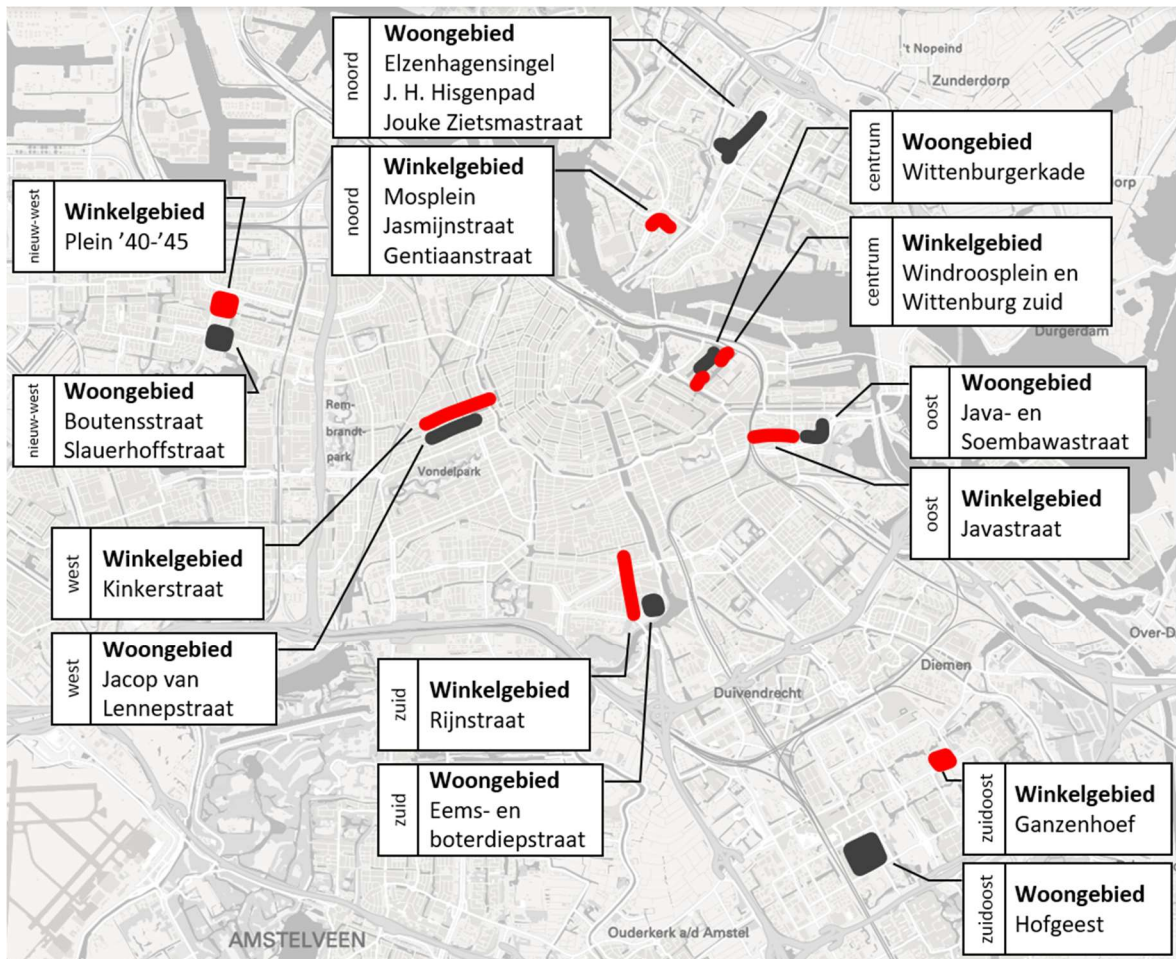 noord
Woongebied
Elzenhagensingel
J. H. Hisgenpad
Jouke Zietsmastraat
't Nopeind
Zunderdorp
noord
Winkelgebied
Mosplein
Jasmijnstraat
Gentiaanstraat
centrum
Woongebied
Wittenburgerkade
orp
nieuw-west
Winkelgebied
Plein '40-'45
centrum
Winkelgebied
Windroosplein en
Wittenburg zuid
Durgerdam
nieuw-west
Woongebied
Boutensstraat
Slauerhoffstraat
Rem-
brandt-
park
Vondelpark
oost
Woongebied
Java- en
Soembawastraat
oost
Winkelgebied
Javastraat
west
Winkelgebied
Kinkerstraat
west
Woongebied
Jacop van
Lennepstraat
Over-D
Diemen
Duivendrecht
zuid
Winkelgebied
Rijnstraat
zuid
Woongebied
Eems- en
boterdiepstraat
zuidoost
Winkelgebied
Ganzenhoef
zuidoost
Woongebied
Hofgeest
AMSTELVEEN
Ouderkerk a/d Amstel